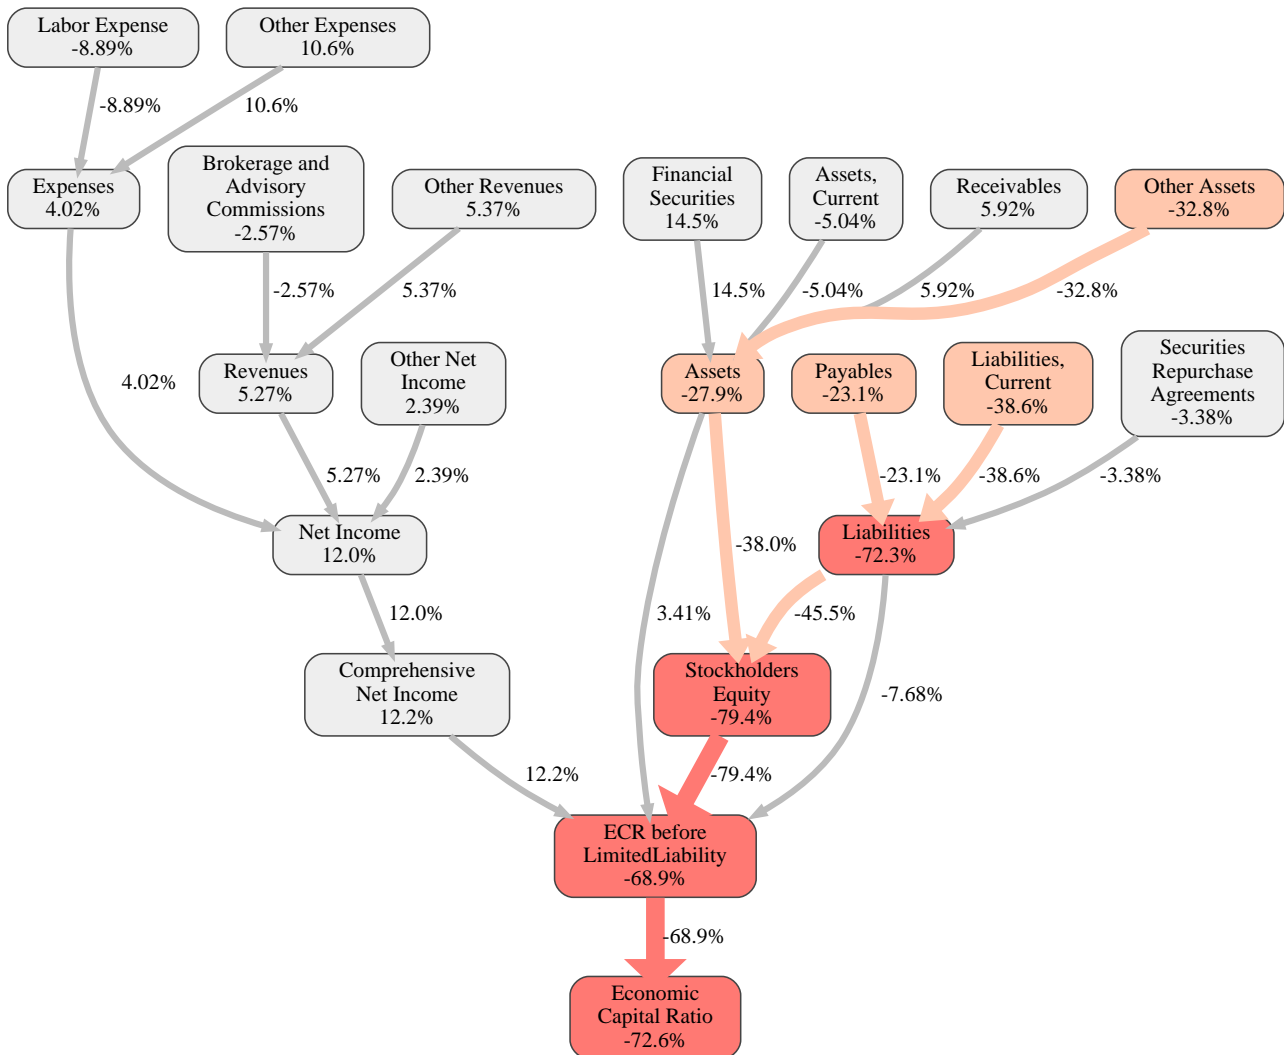 Labor Expense
-8.89%
Other Expenses
10.6%
-8.89%
10.6%
Expenses
4.02%
Brokerage and
Advisory
Commissions
-2.57%
Other Revenues
5.37%
Financial
Securities
14.5%
Assets,
Current
-5.04%
Receivables
5.92%
Other Assets
-32.8%
-2.57%
5.37%
14.5%
-5.04%
5.92%
-32.8%
4.02%
Revenues
5.27%
Other Net
Income
2.39%
Assets
-27.9%
Payables
-23.1%
Liabilities,
Current
-38.6%
Securities
Repurchase
Agreements
-3.38%
5.27%
2.39%
-23.1%
-38.6%
-3.38%
Net Income
12.0%
-38.0%
Liabilities
-72.3%
12.0%
3.41%
-45.5%
Comprehensive
Net Income
12.2%
Stockholders
Equity
-79.4%
-7.68%
12.2%
-79.4%
ECR before
LimitedLiability
-68.9%
-68.9%
Economic
Capital Ratio
-72.6%